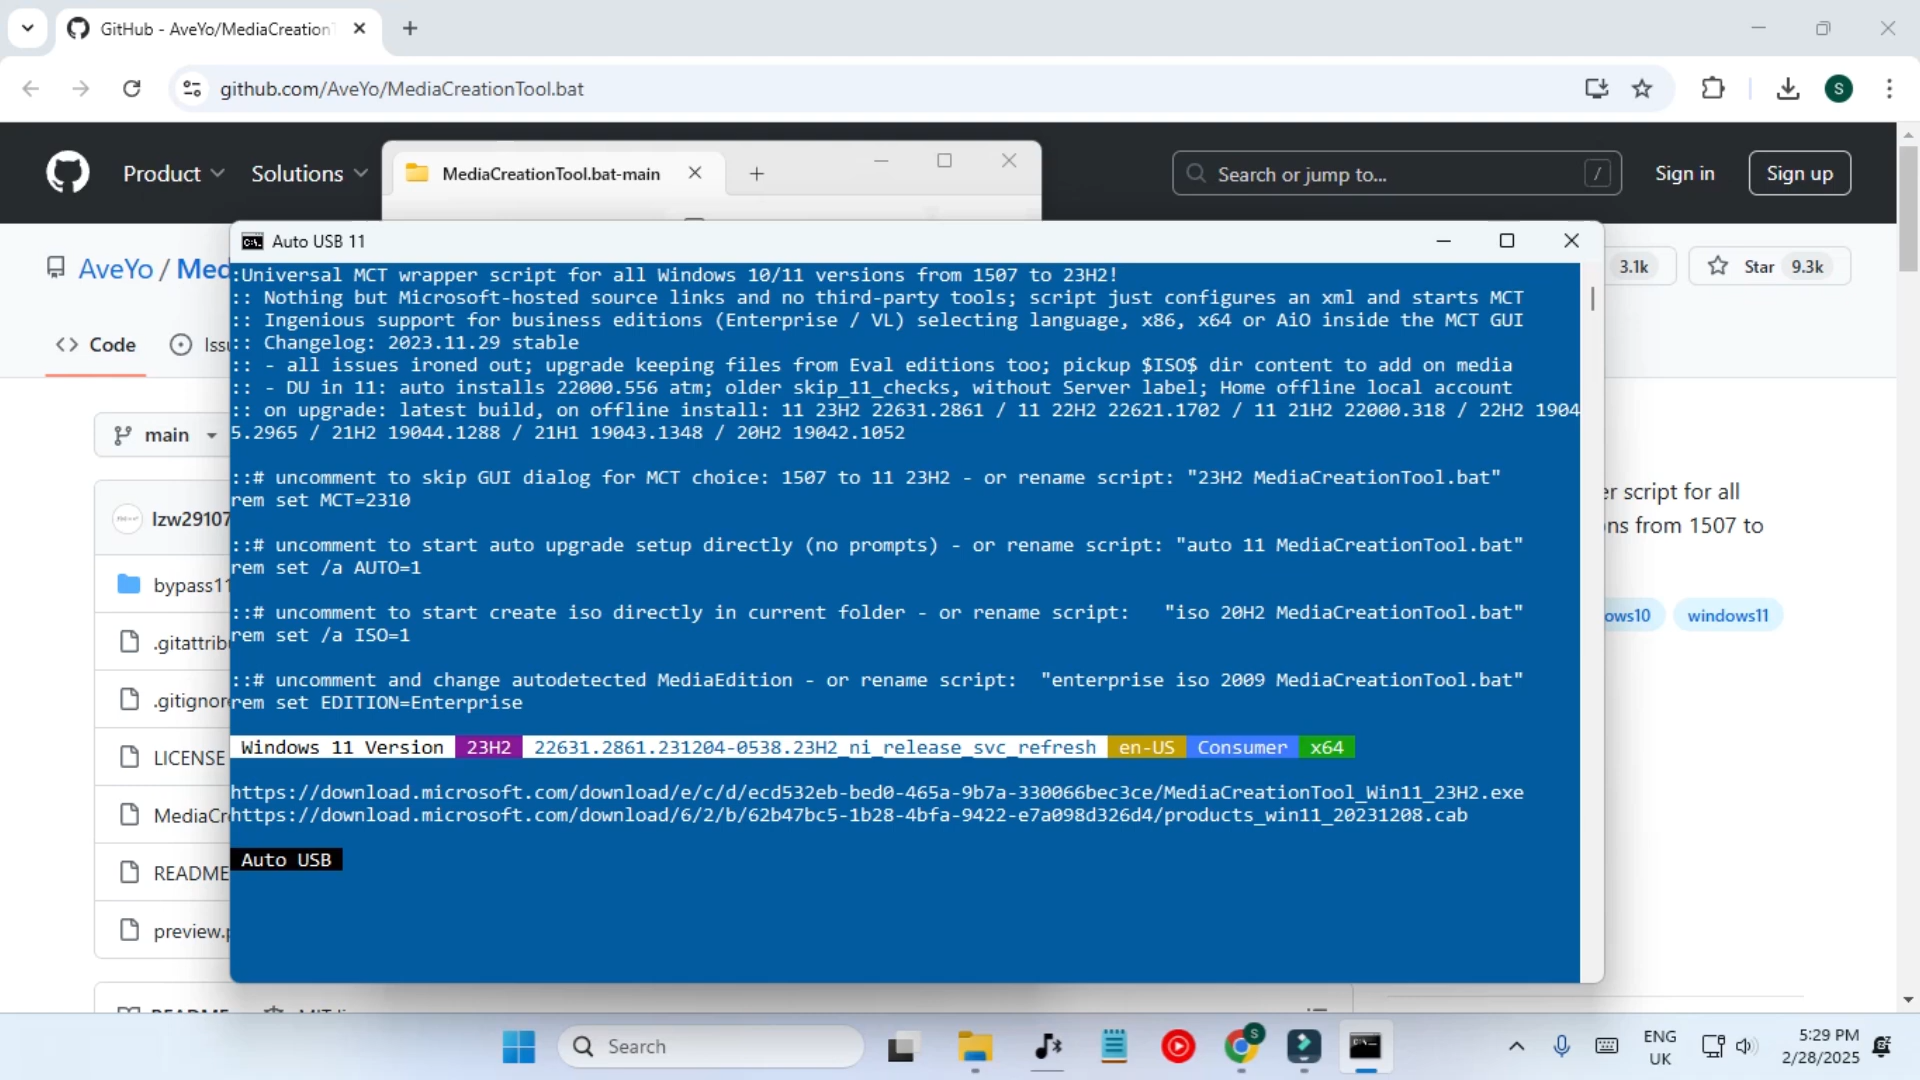 GitHub - AveYo/MediaCreation
github.com/AveYo/MediaCreationTool.bat
S
Product
Solutions
MediaCreationTool.bat-main
Search or jump to...
/
Sign in
Sign up
AveYo / Med
3.1k
Star 9.3k
Auto USB 11
:Universal MCT wrapper script for all Windows 10/11 versions from 1507 to 23H2!
:: Nothing but Microsoft-hosted source links and no third-party tools; script just configures an xml and starts MCT
:: Ingenious support for business editions (Enterprise / VL) selecting language, x86, x64 or AiO inside the MCT GUI
:: Changelog: 2023.11.29 stable
:: - all issues ironed out; upgrade keeping files from Eval editions too; pickup $ISO$ dir content to add on media
:: - DU in 11: auto installs 22000.556 atm; older skip_11_checks, without Server label; Home offline local account
:: on upgrade: latest build, on offline install: 11 23H2 22631.2861 / 11 22H2 22621.1702 / 11 21H2 22000.318 / 22H2 1904
5.2965 / 21H2 19044.1288 / 21H1 19043.1348 / 20H2 19042.1052
::# uncomment to skip GUI dialog for MCT choice: 1507 to 11 23H2 - or rename script: "23H2 MediaCreationTool.bat"
rem set MCT=2310
::# uncomment to start auto upgrade setup directly (no prompts) - or rename script: "auto 11 MediaCreationTool.bat"
rem set /a AUTO=1
::# uncomment to start create iso directly in current folder - or rename script: "iso 20H2 MediaCreationTool.bat"
rem set /a ISO=1
::# uncomment and change autodetected MediaEdition - or rename script: "enterprise iso 2009 MediaCreationTool.bat"
rem set EDITION=Enterprise
Windows 11 Version 23H2 22631.2861.231204-0538.23H2_ni_release_svc_refresh en-US Consumer x64
https://download.microsoft.com/download/e/c/d/ecd532eb-bed0-465a-9b7a-330066bec3ce/MediaCreationTool_Win11_23H2.exe
https://download.microsoft.com/download/6/2/b/62b47bc5-1b28-4bfa-9422-e7a098d326d4/products_win11_20231208.cab
Auto USB
Code
Iss
main
lzw29107
bypass11
.gitattrib
.gitignor
LICENSE
MediaCr
README
preview.p
er script for all
ns from 1507 to
ows10
windows11
Search
S
ENG
UK
5:29 PM
2/28/2025